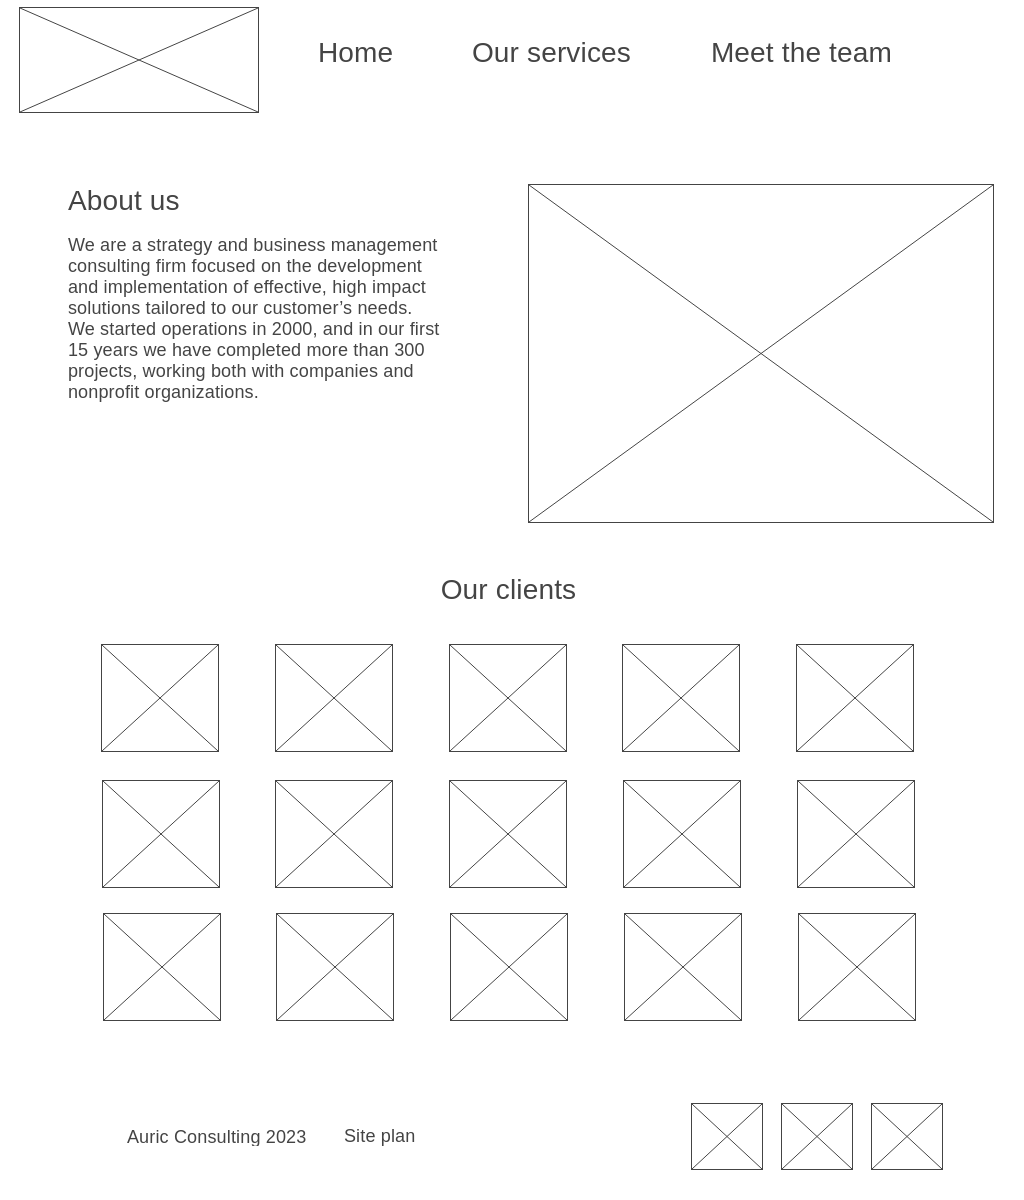 Home Our services Meet the team
About us
We are a strategy and business management
consulting firm focused on the development
and implementation of effective, high impact
solutions tailored to our customer’s needs.
We started operations in 2000, and in our first
15 years we have completed more than 300
projects, working both with companies and
nonprofit organizations.
Our clients
Auric Consulting 2023 Site plan